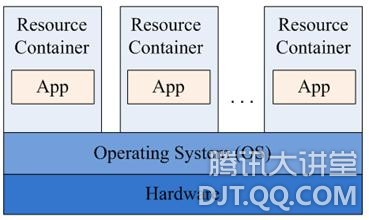 Resource Container
Resource Container
Resource Container
App
App
. . .
App
Operating System (OS)
Hardware
腾讯大讲堂
DJT.QQ.COM